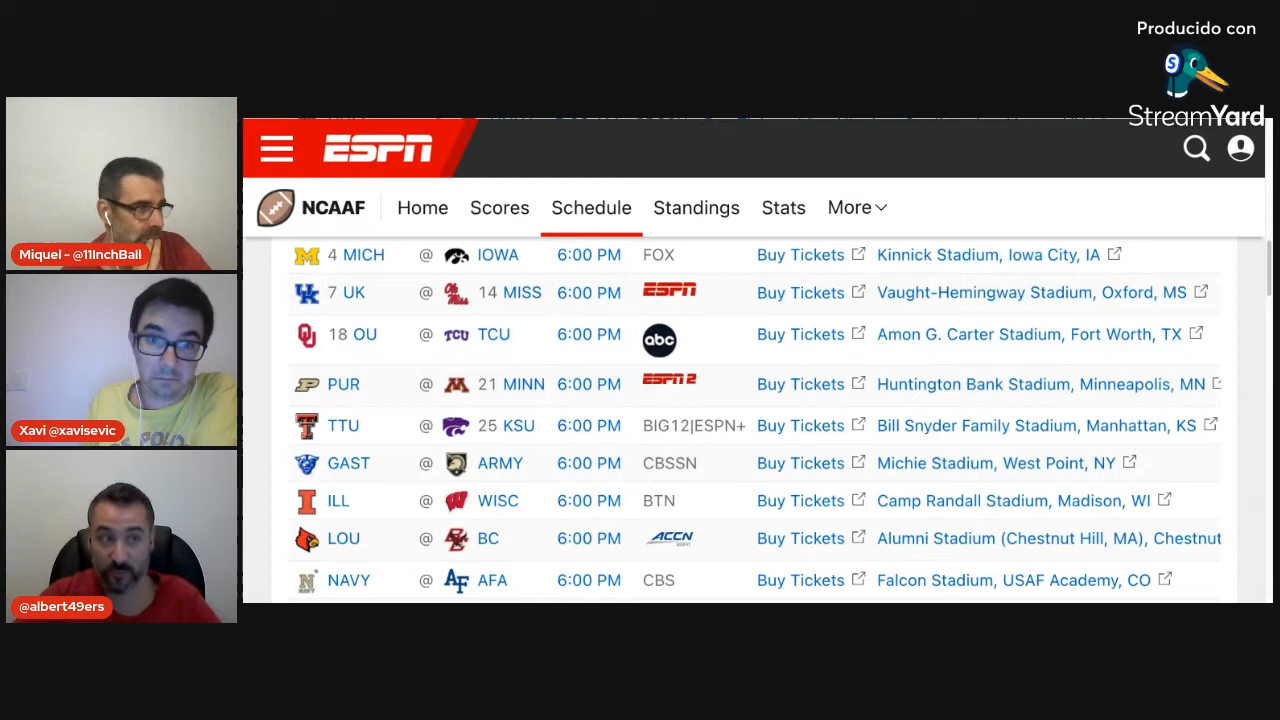 Producido con
StreamYard
Miquel - @11InchBall
Xavi @xavisevic
@albert49ers
ESPN
NCAAF Home Scores Schedule Standings Stats More
4 MICH @ IOWA 6:00 PM FOX Buy Tickets Kinnick Stadium, Iowa City, IA
7 UK @ Ole Miss 14 MISS 6:00 PM ESPN Buy Tickets Vaught-Hemingway Stadium, Oxford, MS
18 OU @ TCU TCU 6:00 PM abc Buy Tickets Amon G. Carter Stadium, Fort Worth, TX
PUR @ 21 MINN 6:00 PM ESPN 2 Buy Tickets Huntington Bank Stadium, Minneapolis, MN
TTU @ 25 KSU 6:00 PM BIG12|ESPN+ Buy Tickets Bill Snyder Family Stadium, Manhattan, KS
GAST @ ARMY 6:00 PM CBSSN Buy Tickets Michie Stadium, West Point, NY
ILL @ WISC 6:00 PM BTN Buy Tickets Camp Randall Stadium, Madison, WI
LOU @ BC 6:00 PM ACCN Buy Tickets Alumni Stadium (Chestnut Hill, MA), Chestnut
NAVY @ AF AFA 6:00 PM CBS Buy Tickets Falcon Stadium, USAF Academy, CO